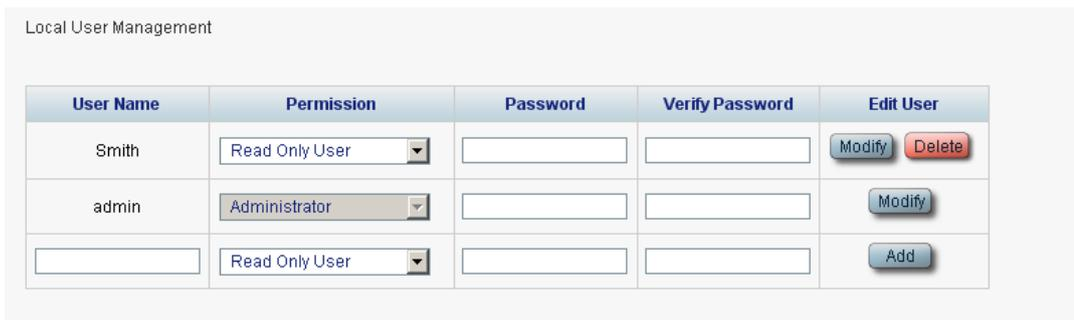 Local User Management
User Name Permission Password Verify Password Edit User
Smith Read Only User Modify Delete
admin Administrator Modify
Read Only User Add